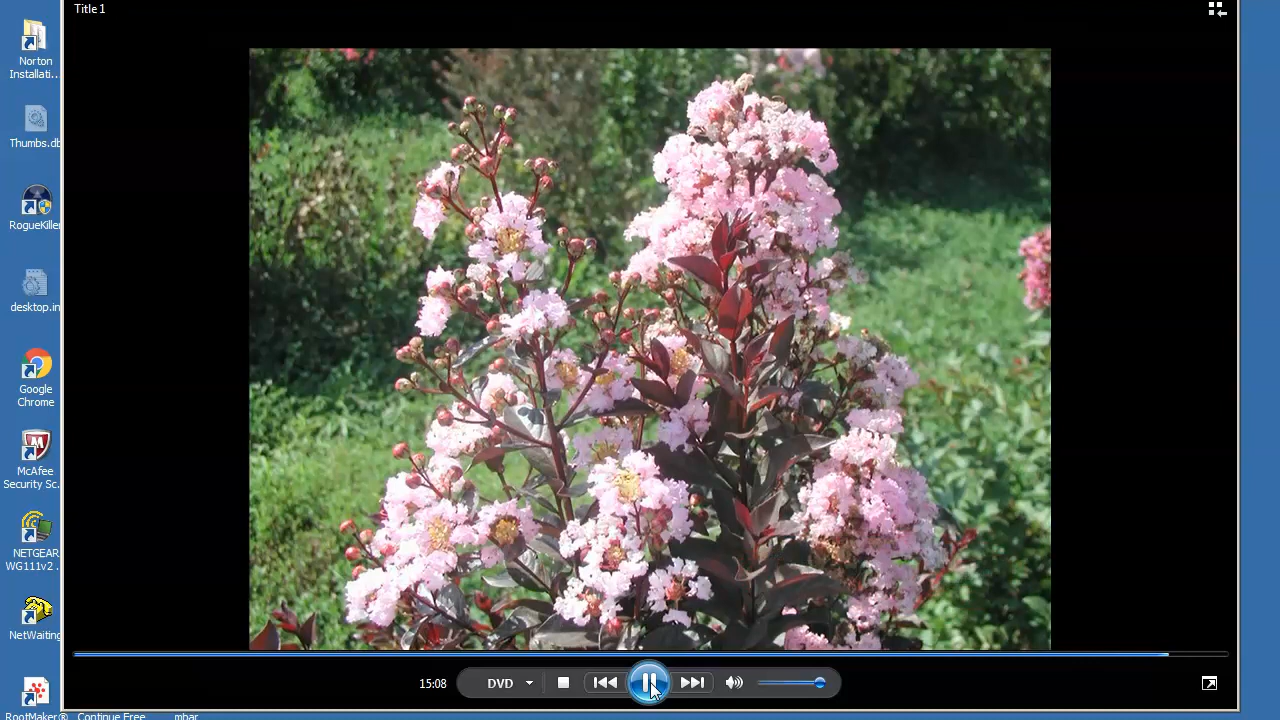 Title 1
Norton
Installati...
Thumbs.db
RogueKiller
desktop.in
Google
Chrome
McAfee
Security Sc...
NETGEAR
WG111v2 ..
NetWaiting
RootMaker®
Continue Free
mbar
15:08
DVD